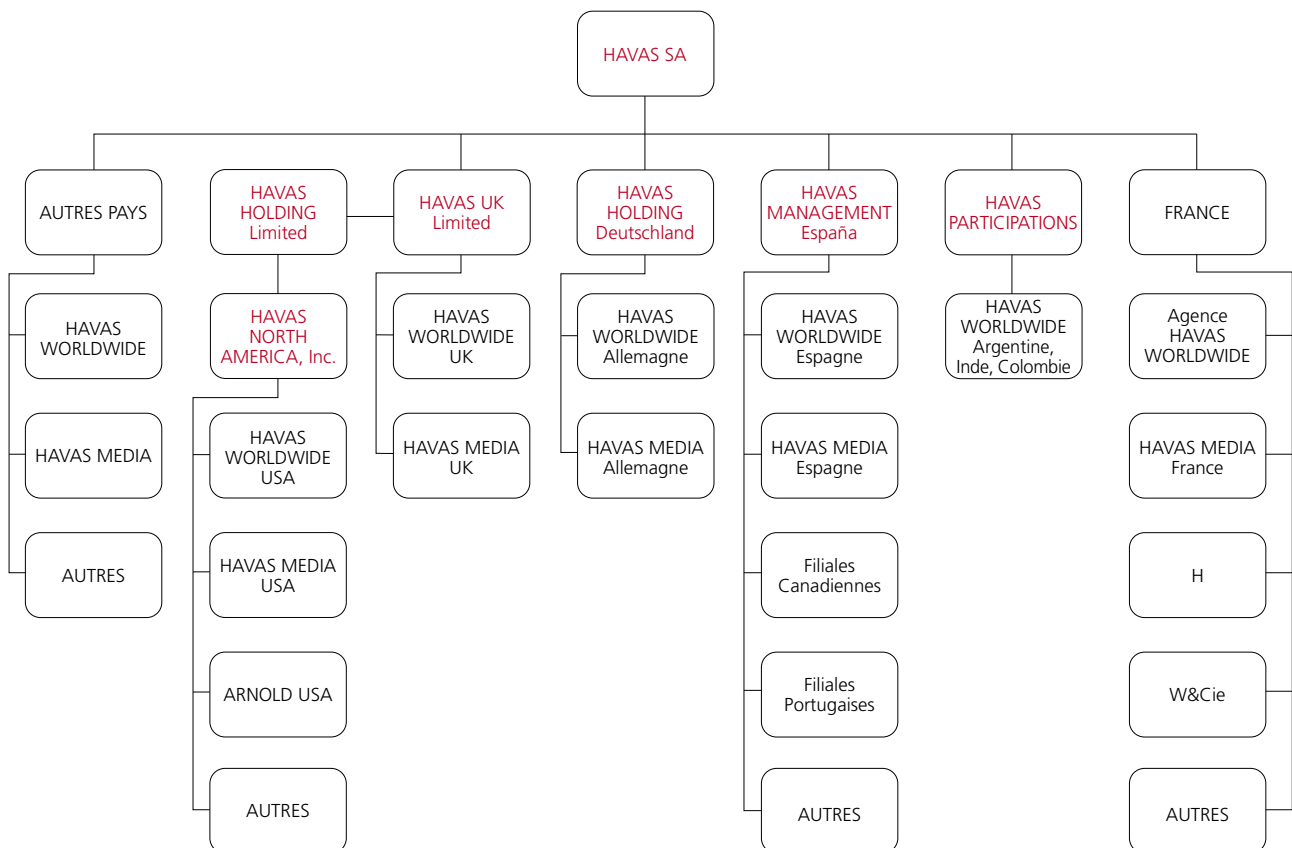 HAVAS SA
AUTRES PAYS
HAVAS
HOLDING
Limited
HAVAS UK
Limited
HAVAS
HOLDING
Deutschland
HAVAS
MANAGEMENT
España
HAVAS
PARTICIPATIONS
FRANCE
HAVAS
WORLDWIDE
HAVAS
NORTH
AMERICA, Inc.
HAVAS
WORLDWIDE
UK
HAVAS
WORLDWIDE
Allemagne
HAVAS
WORLDWIDE
Espagne
HAVAS
WORLDWIDE
Argentine,
Inde, Colombie
Agence
HAVAS
WORLDWIDE
HAVAS MEDIA
HAVAS
WORLDWIDE
USA
HAVAS MEDIA
UK
HAVAS MEDIA
Allemagne
HAVAS MEDIA
Espagne
HAVAS MEDIA
France
AUTRES
HAVAS MEDIA
USA
Filiales
Canadiennes
H
ARNOLD USA
Filiales
Portugaises
W&Cie
AUTRES
AUTRES
AUTRES